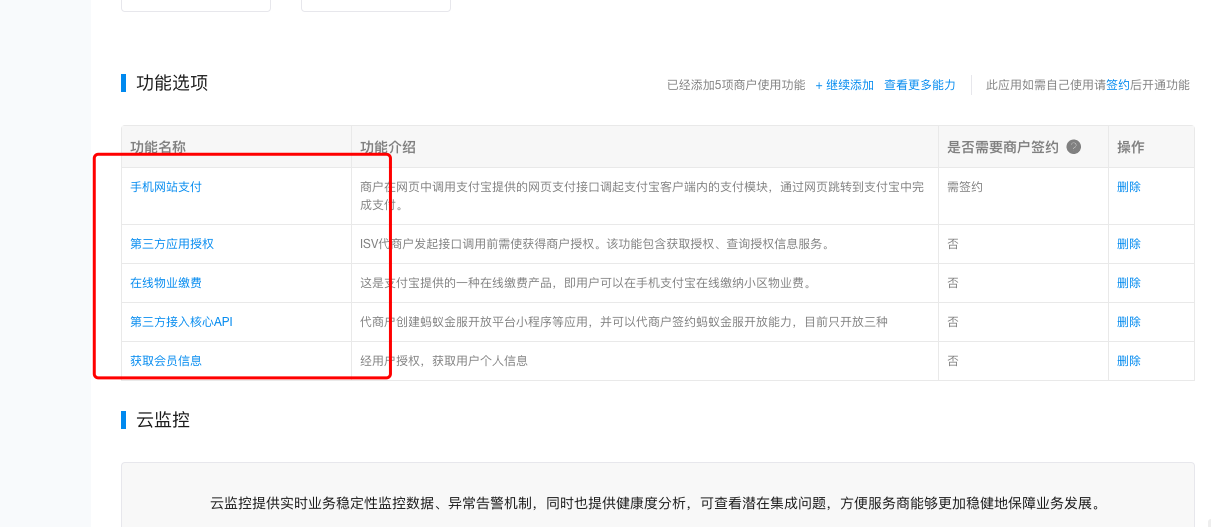 功能选项
已经添加5项商户使用功能 + 继续添加 查看更多能力 此应用如需自己使用请签约后开通功能
功能名称 功能介绍 是否需要商户签约 ? 操作
手机网站支付 商户在网页中调用支付宝提供的网页支付接口调起支付宝客户端内的支付模块，通过网页跳转到支付宝中完 需签约 删除
成支付。
第三方应用授权 ISV代商户发起接口调用前需使获得商户授权。该功能包含获取授权、查询授权信息服务。 否 删除
在线物业缴费 这是支付宝提供的一种在线缴费产品，即用户可以在手机支付宝在线缴纳小区物业费。 否 删除
第三方接入核心API 代商户创建蚂蚁金服开放平台小程序等应用，并可以代商户签约蚂蚁金服开放能力，目前只开放三种 否 删除
获取会员信息 经用户授权，获取用户个人信息 否 删除
云监控
云监控提供实时业务稳定性监控数据、异常告警机制，同时也提供健康度分析，可查看潜在集成问题，方便服务商能够更加稳健地保障业务发展。